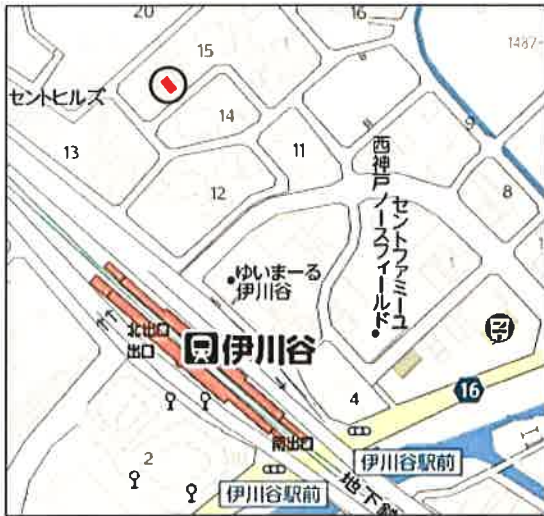 20
16
15
1487-
セントヒルズ
14
9
13
11
12
8
西神戸ノースフィールド
セントファミーユ
ゆいまーる
伊川谷
北出口
出口
伊川谷
4
16
南出口
2
伊川谷駅前
伊川谷駅前
地下鉄